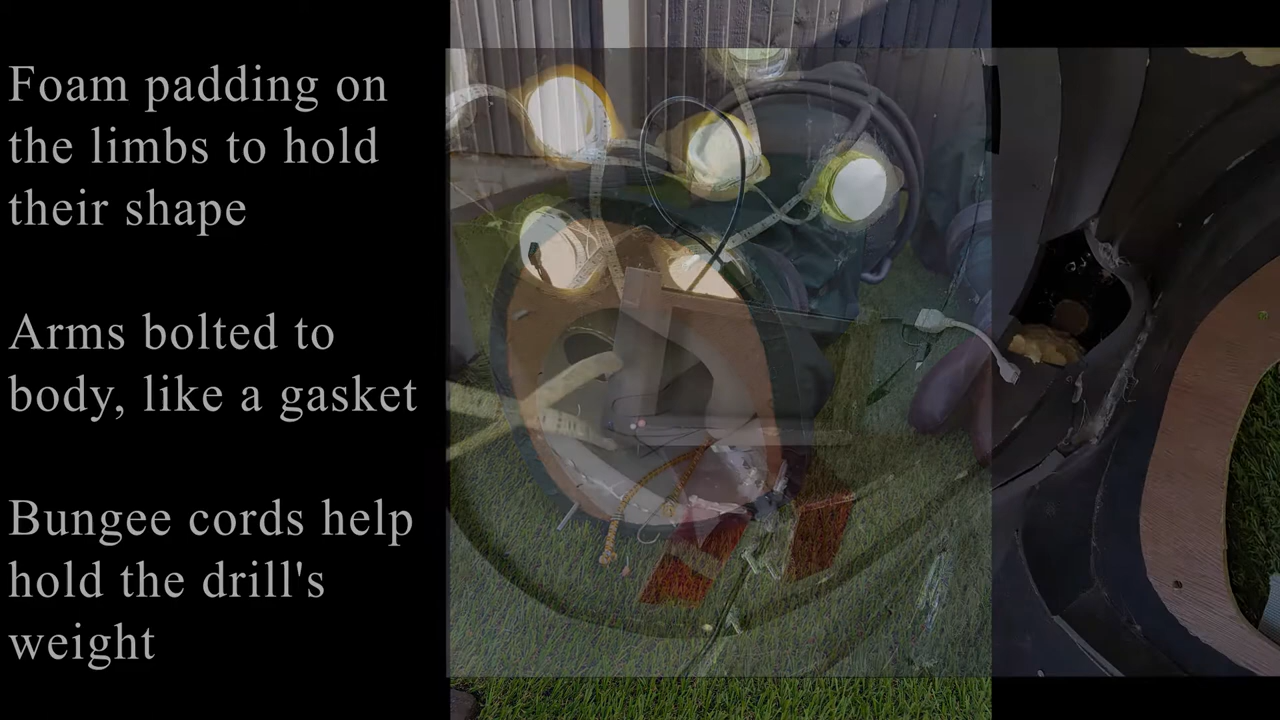 Foam padding on
the limbs to hold
their shape
Arms bolted to
body, like a gasket
Bungee cords help
hold the drill's
weight